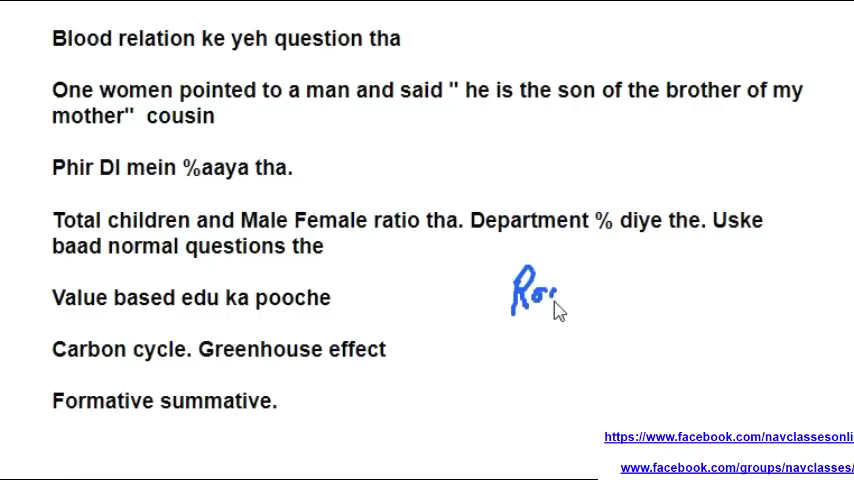 Blood relation ke yeh question tha
One women pointed to a man and said " he is the son of the brother of my
mother" cousin
Phir DI mein %aaya tha.
Total children and Male Female ratio tha. Department % diye the. Uske
baad normal questions the
Value based edu ka pooche
Carbon cycle. Greenhouse effect
Formative summative.
https://www.facebook.com/navclassesonli
www.facebook.com/groups/navclasses/